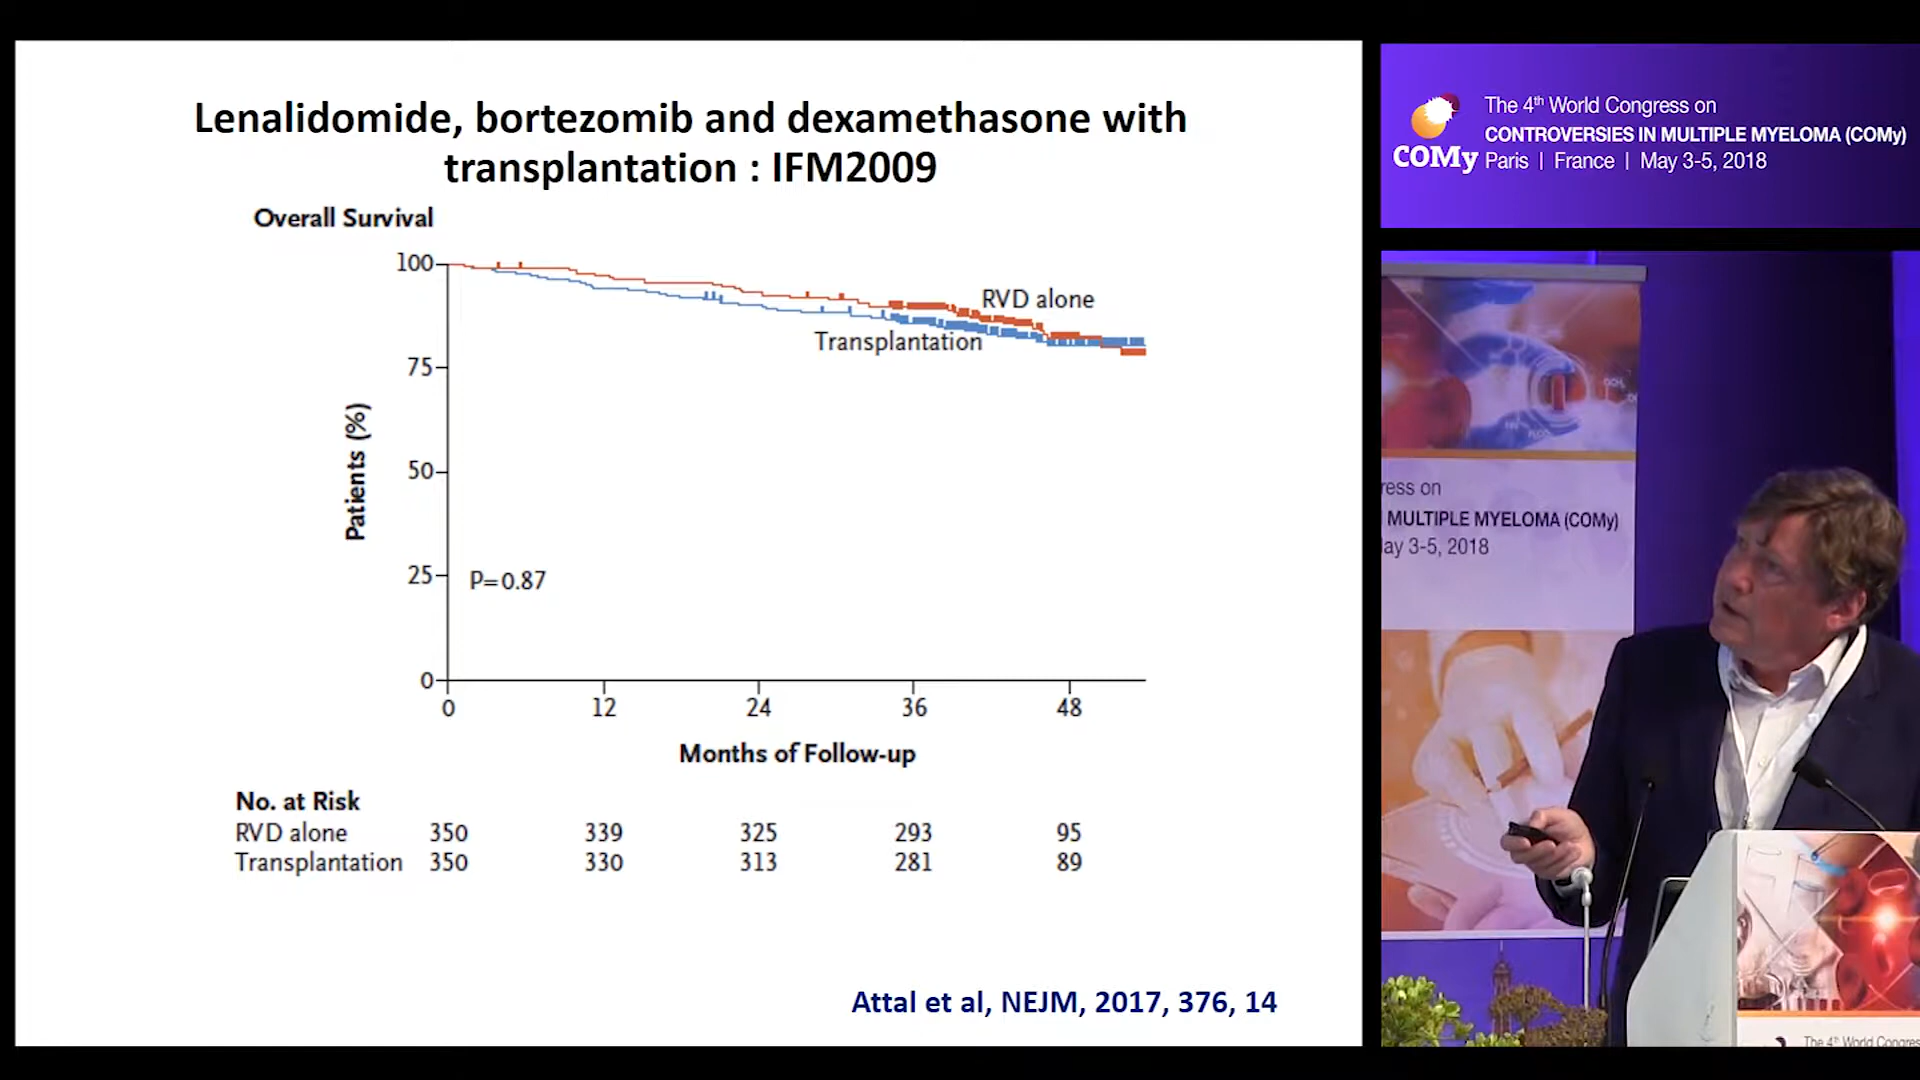 Lenalidomide, bortezomib and dexamethasone with
transplantation : IFM2009
Overall Survival
100
75
50
25
0
Patients (%)
RVD alone
Transplantation
P=0.87
0 12 24 36 48
Months of Follow-up
No. at Risk
RVD alone 350 339 325 293 95
Transplantation 350 330 313 281 89
Attal et al, NEJM, 2017, 376, 14
COMy
The 4th World Congress on
CONTROVERSIES IN MULTIPLE MYELOMA (COMy)
Paris | France | May 3-5, 2018
ress on
MULTIPLE MYELOMA (COMy)
ay 3-5, 2018
The 4th World Congres